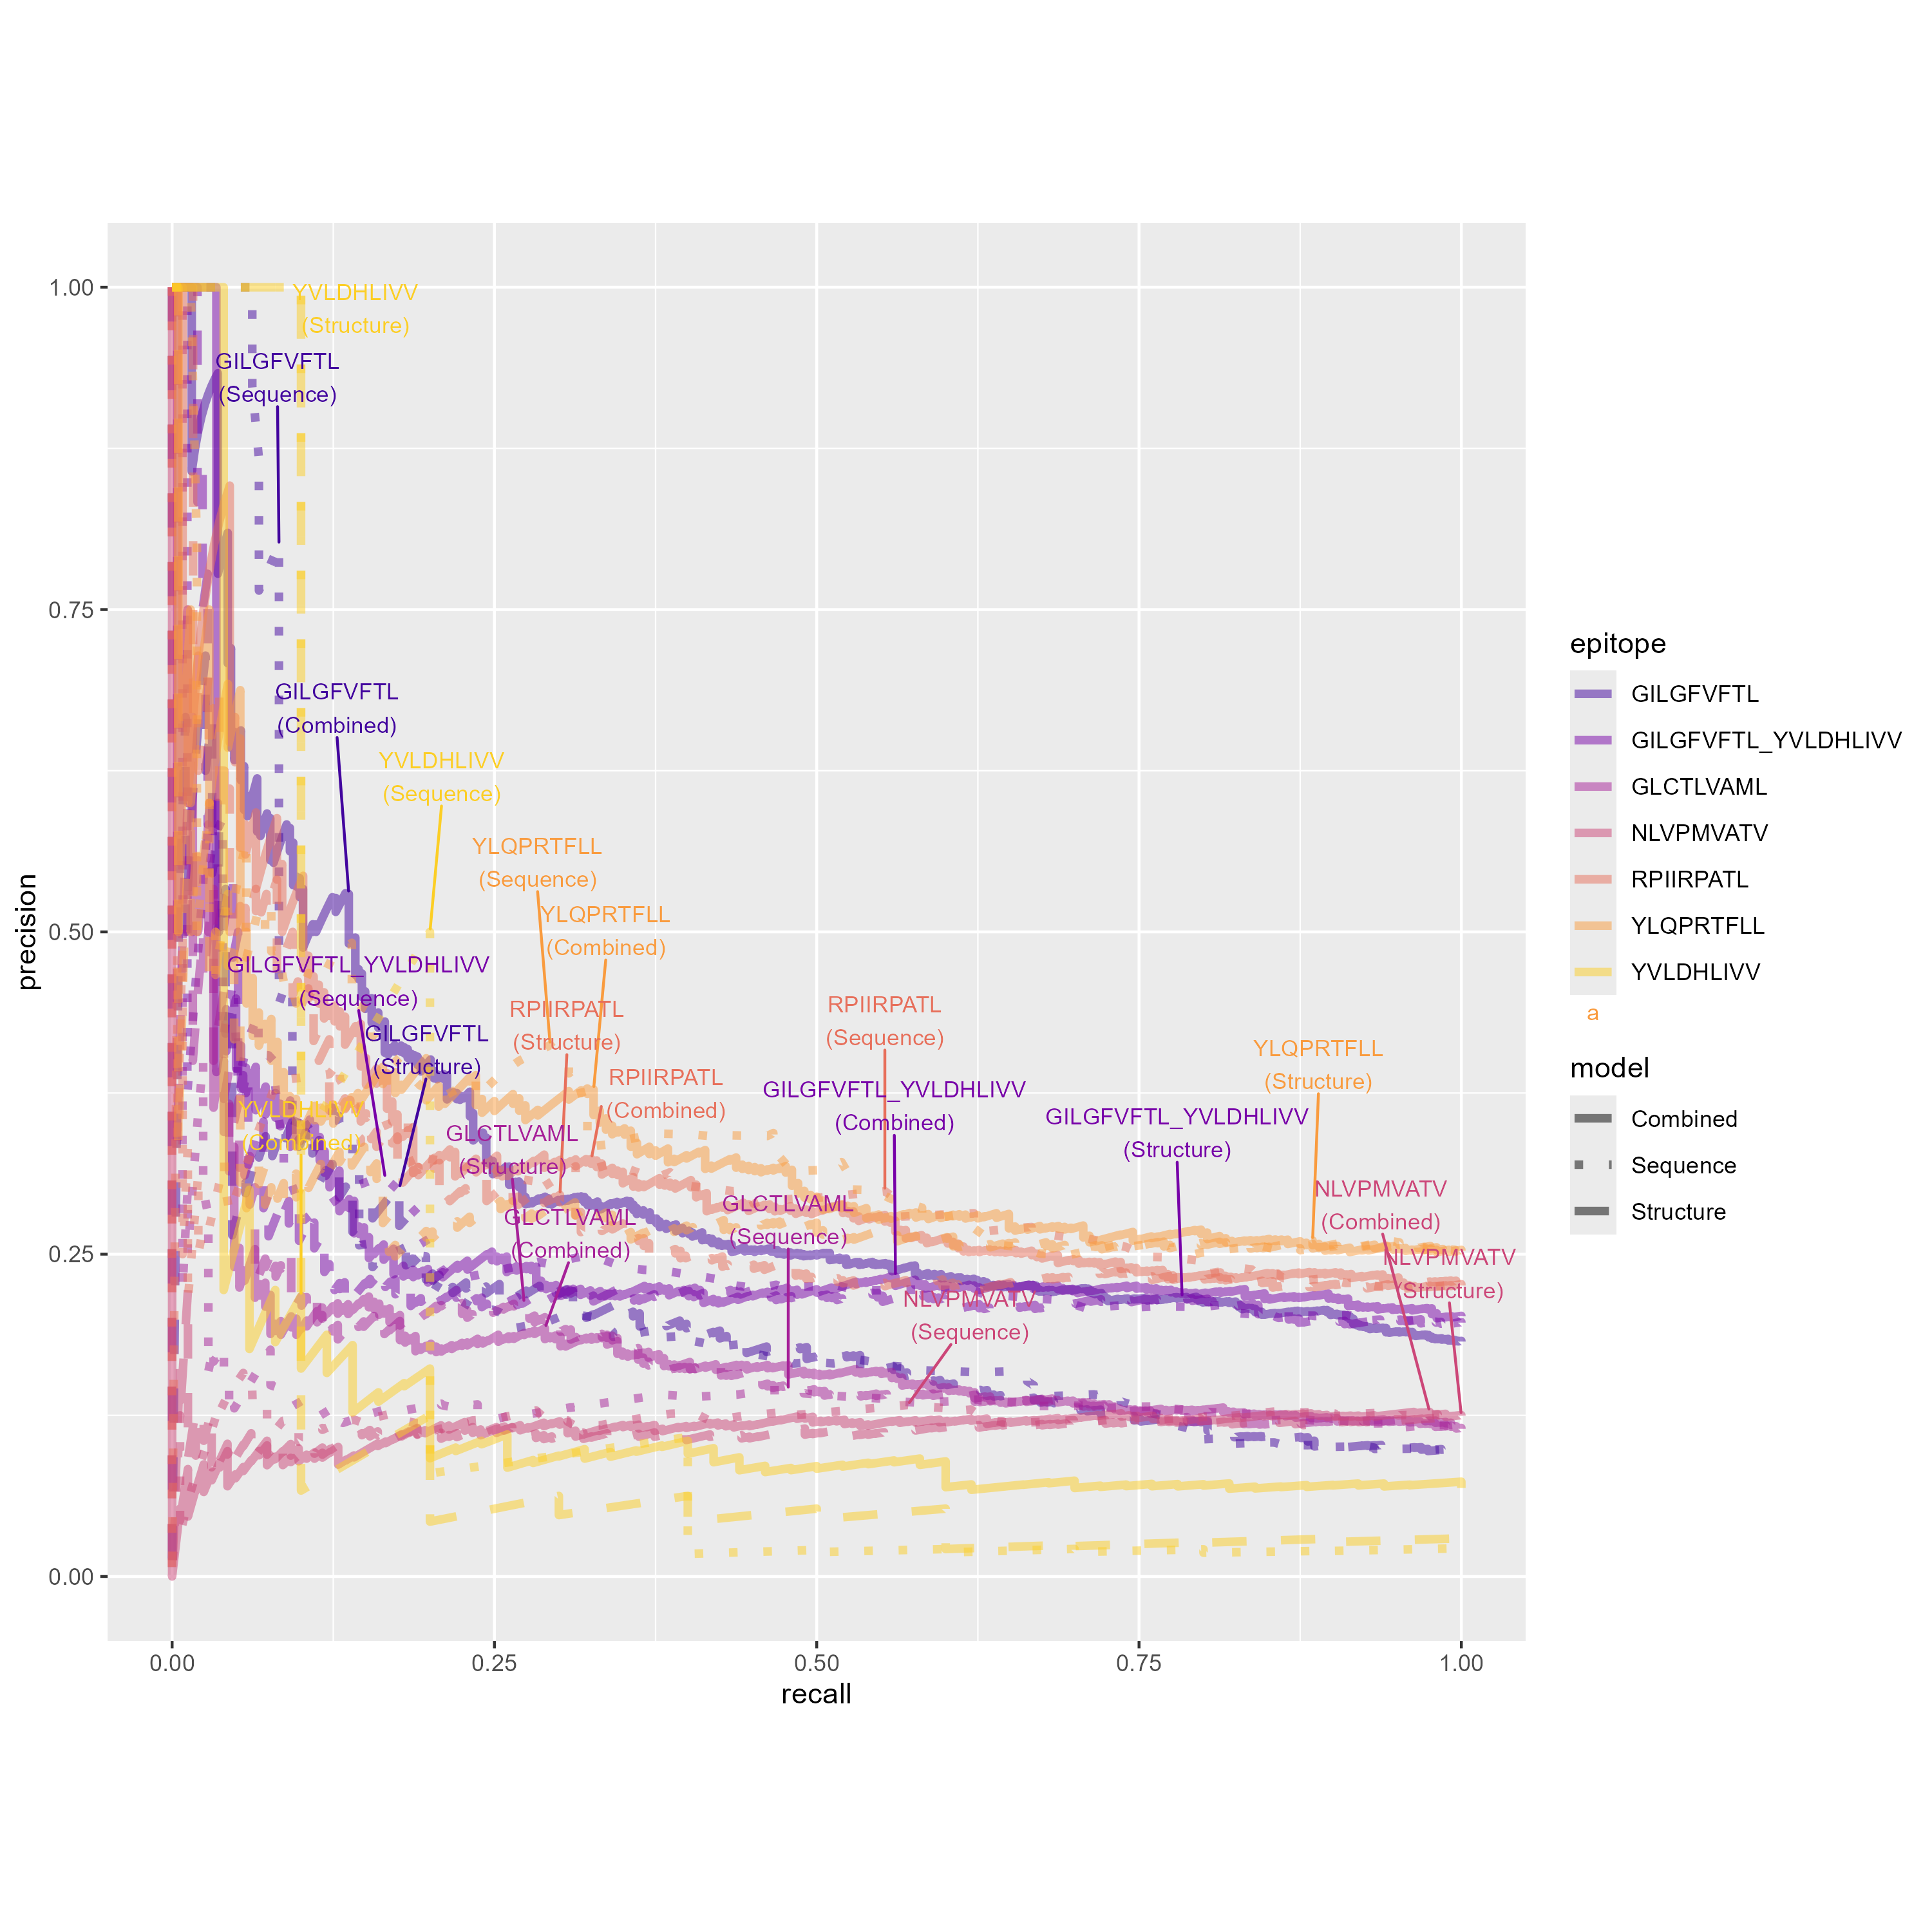 YVLDHLIVV
(Structure)
GILGFVFTL
(Sequence)
GILGFVFTL
(Combined)
YVLDHLIVV
(Sequence)
YLQPRTFLL
(Sequence)
YLQPRTFLL
(Combined)
GILGFVFTL_YVLDHLIVV
(Sequence)
RPIIRPATL
(Structure)
RPIIRPATL
(Sequence)
GILGFVFTL
(Structure)
YLQPRTFLL
(Structure)
RPIIRPATL
(Combined)
GILGFVFTL_YVLDHLIVV
(Combined)
YVLDHLIVV
(Combined)
GILGFVFTL_YVLDHLIVV
(Structure)
GLCTLVAML
(Structure)
NLVPMVATV
(Combined)
GLCTLVAML
(Sequence)
GLCTLVAML
(Combined)
NLVPMVATV
(Structure)
NLVPMVATV
(Sequence)
1.00
0.75
0.50
0.25
0.00
precision
0.00 0.25 0.50 0.75 1.00
recall
epitope
GILGFVFTL
GILGFVFTL_YVLDHLIVV
GLCTLVAML
NLVPMVATV
RPIIRPATL
YLQPRTFLL
YVLDHLIVV
a
model
Combined
Sequence
Structure